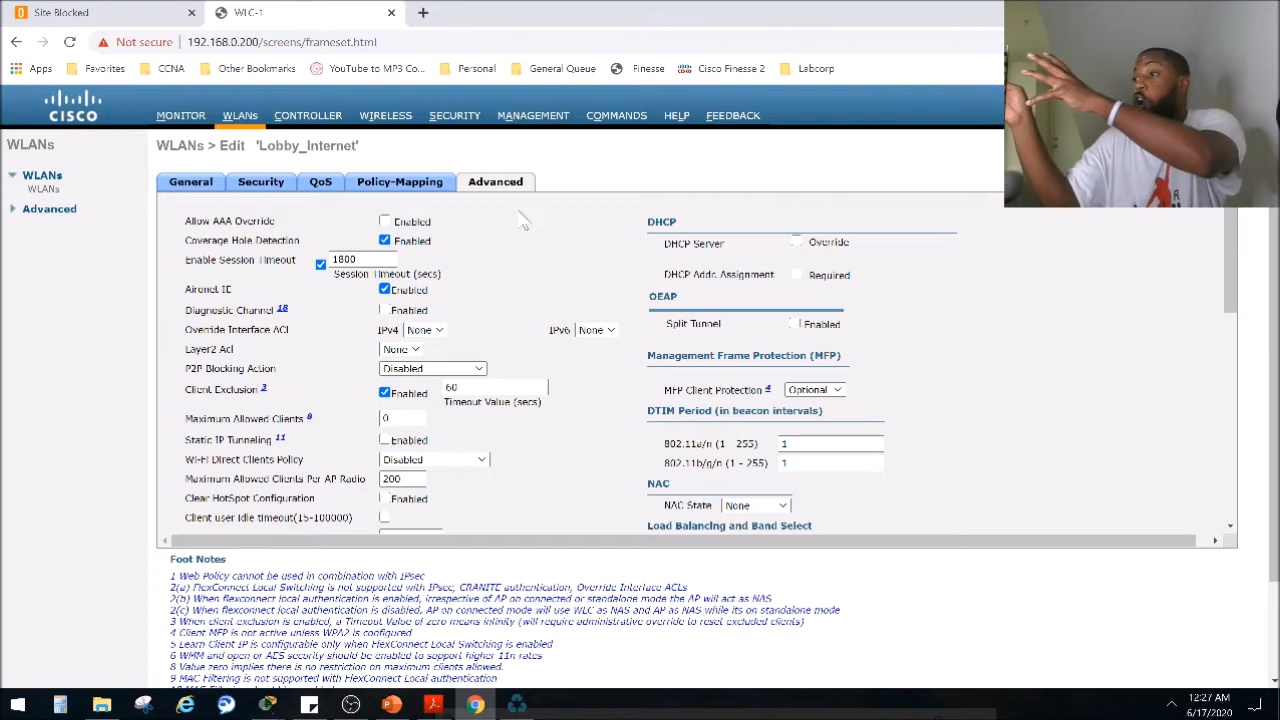 Site Blocked
WLC-1
Not secure 192.168.0.200/screens/frameset.html
Apps Favorites CCNA Other Bookmarks YouTube to MP3 Co... Personal General Queue Finesse Cisco Finesse 2 Labcorp
CISCO MONITOR WLANs CONTROLLER WIRELESS SECURITY MANAGEMENT COMMANDS HELP FEEDBACK
WLANs
WLANs > Edit 'Lobby_Internet'
WLANs
WLANs
Advanced
General Security QoS Policy-Mapping Advanced
Allow AAA Override Enabled
Coverage Hole Detection Enabled
Enable Session Timeout 1800
Session Timeout (secs)
Aironet IE Enabled
Diagnostic Channel 18 Enabled
Override Interface ACL IPv4 None IPv6 None
Layer2 Acl None
P2P Blocking Action Disabled
Client Exclusion 3 Enabled 60
Timeout Value (secs)
Maximum Allowed Clients 8 0
Static IP Tunneling 11 Enabled
Wi-Fi Direct Clients Policy Disabled
Maximum Allowed Clients Per AP Radio 200
Clear HotSpot Configuration Enabled
Client user idle timeout(15-100000)
DHCP
DHCP Server Override
DHCP Addr. Assignment Required
OEAP
Split Tunnel Enabled
Management Frame Protection (MFP)
MFP Client Protection 4 Optional
DTIM Period (in beacon intervals)
802.11a/n (1 - 255) 1
802.11b/g/n (1 - 255) 1
NAC
NAC State None
Load Balancing and Band Select
Foot Notes
1 Web Policy cannot be used in combination with IPsec
2(a) FlexConnect Local Switching is not supported with IPsec, CRANITE authentication, Override Interface ACLs
2(b) When flexconnect local authentication is enabled, irrespective of AP on connected or standalone mode the AP will act as NAS
2(c) When flexconnect local authentication is disabled, AP on connected mode will use WLC as NAS and AP as NAS while its on standalone mode
3 When client exclusion is enabled, a Timeout Value of zero means infinity (will require administrative override to reset excluded clients)
4 Client MFP is not active unless WPA2 is configured
5 Learn Client IP is configurable only when FlexConnect Local Switching is enabled
6 WMM and open or AES security should be enabled to support higher 11n rates
8 Value zero implies there is no restriction on maximum clients allowed.
9 MAC Filtering is not supported with FlexConnect Local authentication
12:27 AM
6/17/2020